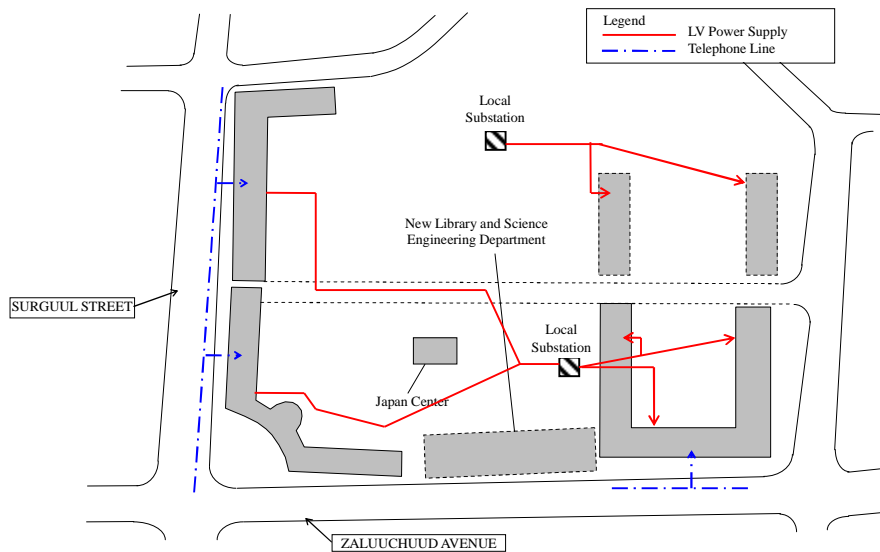 Legend
LV Power Supply
Telephone Line
Local
Substation
New Library and Science
Engineering Department
SURGUUL STREET
Local
Substation
Japan Center
ZALUUCHUUD AVENUE